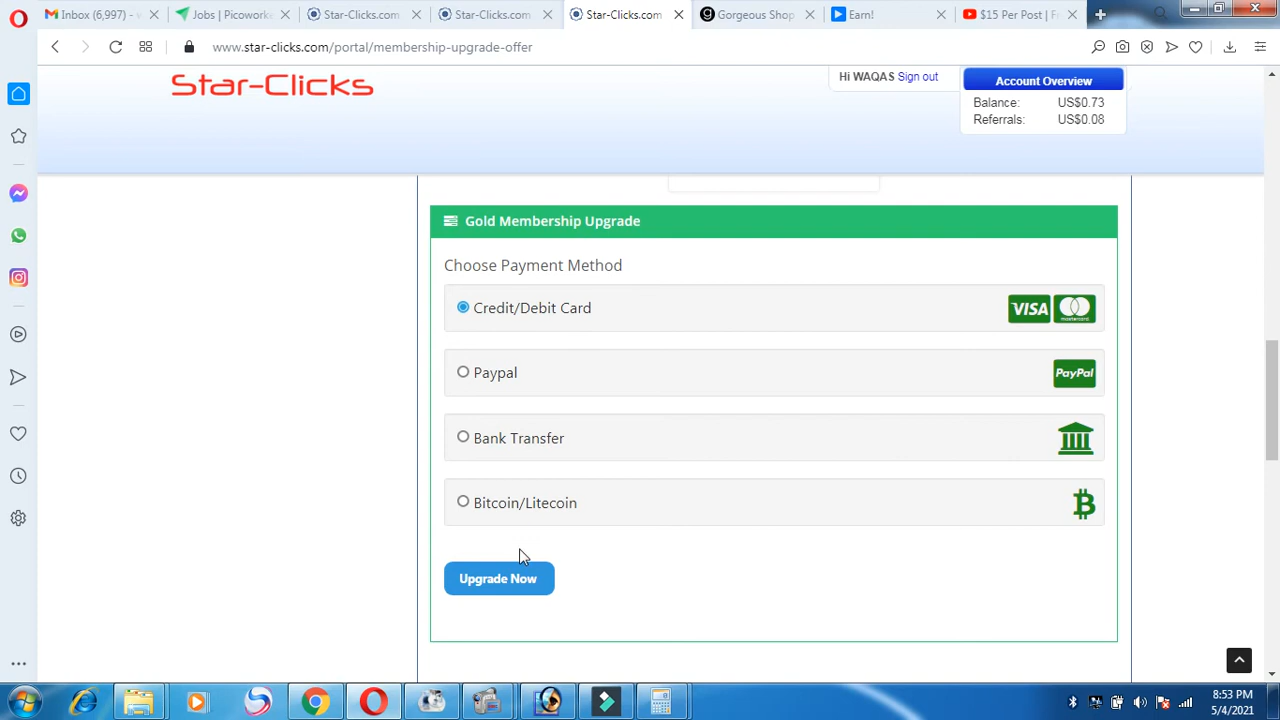 Inbox (6,997) -
Jobs | Picowork
Star-Clicks.com
Star-Clicks.com
Star-Clicks.com
Gorgeous Shop
Earn!
$15 Per Post | F
www.star-clicks.com/portal/membership-upgrade-offer
Star-Clicks
Hi WAQAS Sign out
Account Overview
Balance: US$0.73
Referrals: US$0.08
Gold Membership Upgrade
Choose Payment Method
Credit/Debit Card
VISA
mastercard
Paypal
PayPal
Bank Transfer
Bitcoin/Litecoin
Upgrade Now
8:53 PM
5/4/2021